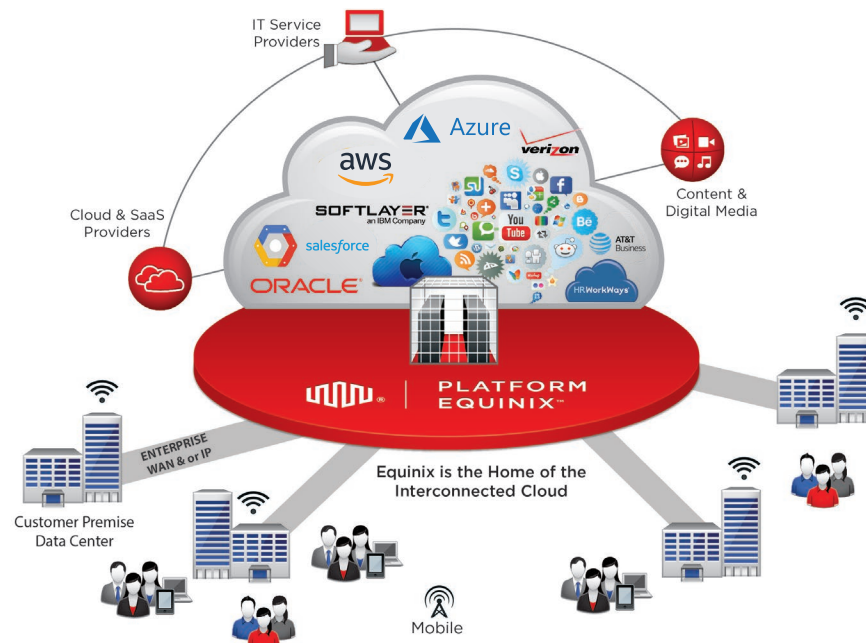 IT Service
Providers
Azure
verizon
aws
Content &
Digital Media
SOFTLAYER®
an IBM Company
Cloud & SaaS
Providers
You
Tube
Bē
AT&T
Business
salesforce
ORACLE®
HRWorkWays®
PLATFORM
EQUINIX™
ENTERPRISE
WAN & or IP
Equinix is the Home of the
Interconnected Cloud
Customer Premise
Data Center
Mobile